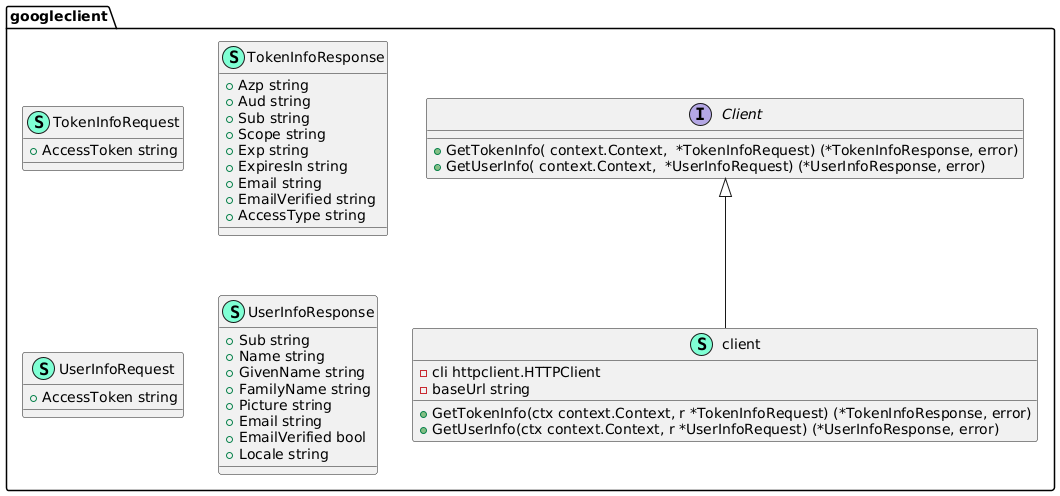 googleclient
S TokenInfoRequest
AccessToken string
S TokenInfoResponse
Azp string
Aud string
Sub string
Scope string
Exp string
ExpiresIn string
Email string
EmailVerified string
AccessType string
I Client
GetTokenInfo( context.Context,  *TokenInfoRequest) (*TokenInfoResponse, error)
GetUserInfo( context.Context,  *UserInfoRequest) (*UserInfoResponse, error)
S UserInfoRequest
AccessToken string
S UserInfoResponse
Sub string
Name string
GivenName string
FamilyName string
Picture string
Email string
EmailVerified bool
Locale string
S client
cli httpclient.HTTPClient
baseUrl string
GetTokenInfo(ctx context.Context, r *TokenInfoRequest) (*TokenInfoResponse, error)
GetUserInfo(ctx context.Context, r *UserInfoRequest) (*UserInfoResponse, error)